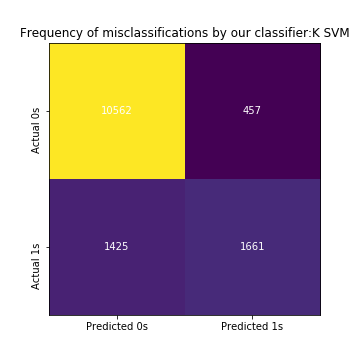 Frequency of misclassifications by our classifier:K SVM
Actual 0s
10562
457
Actual 1s
1425
1661
Predicted 0s
Predicted 1s